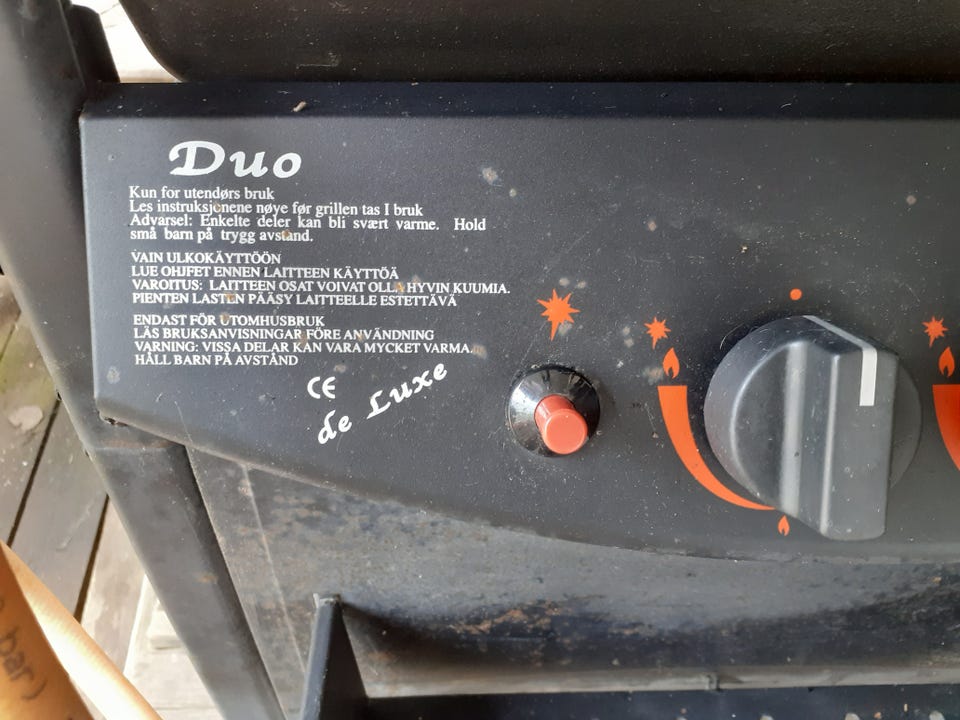 Duo
Kun for utendørs bruk
Les instruksjonene nøye før grillen tas I bruk
Advarsel: Enkelte deler kan bli svært varme. Hold
små barn på trygg avstand.
VAIN ULKOKÄYTTÖÖN
LUE OHJEET ENNEN LAITTEEN KÄYTTÖÄ
VAROITUS: LAITTEEN OSAT VOIVAT OLLA HYVIN KUUMIA.
PIENTEN LASTEN PÄÄSY LAITTEELLE ESTETTÄVÄ
ENDAST FÖR UTOMHUSBRUK
LÄS BRUKSANVISNINGAR FÖRE ANVÄNDNING
VARNING: VISSA DELAR KAN VARA MYCKET VARMA.
HÅLL BARN PÅ AVSTÅND
CE
de Luxe
bar)